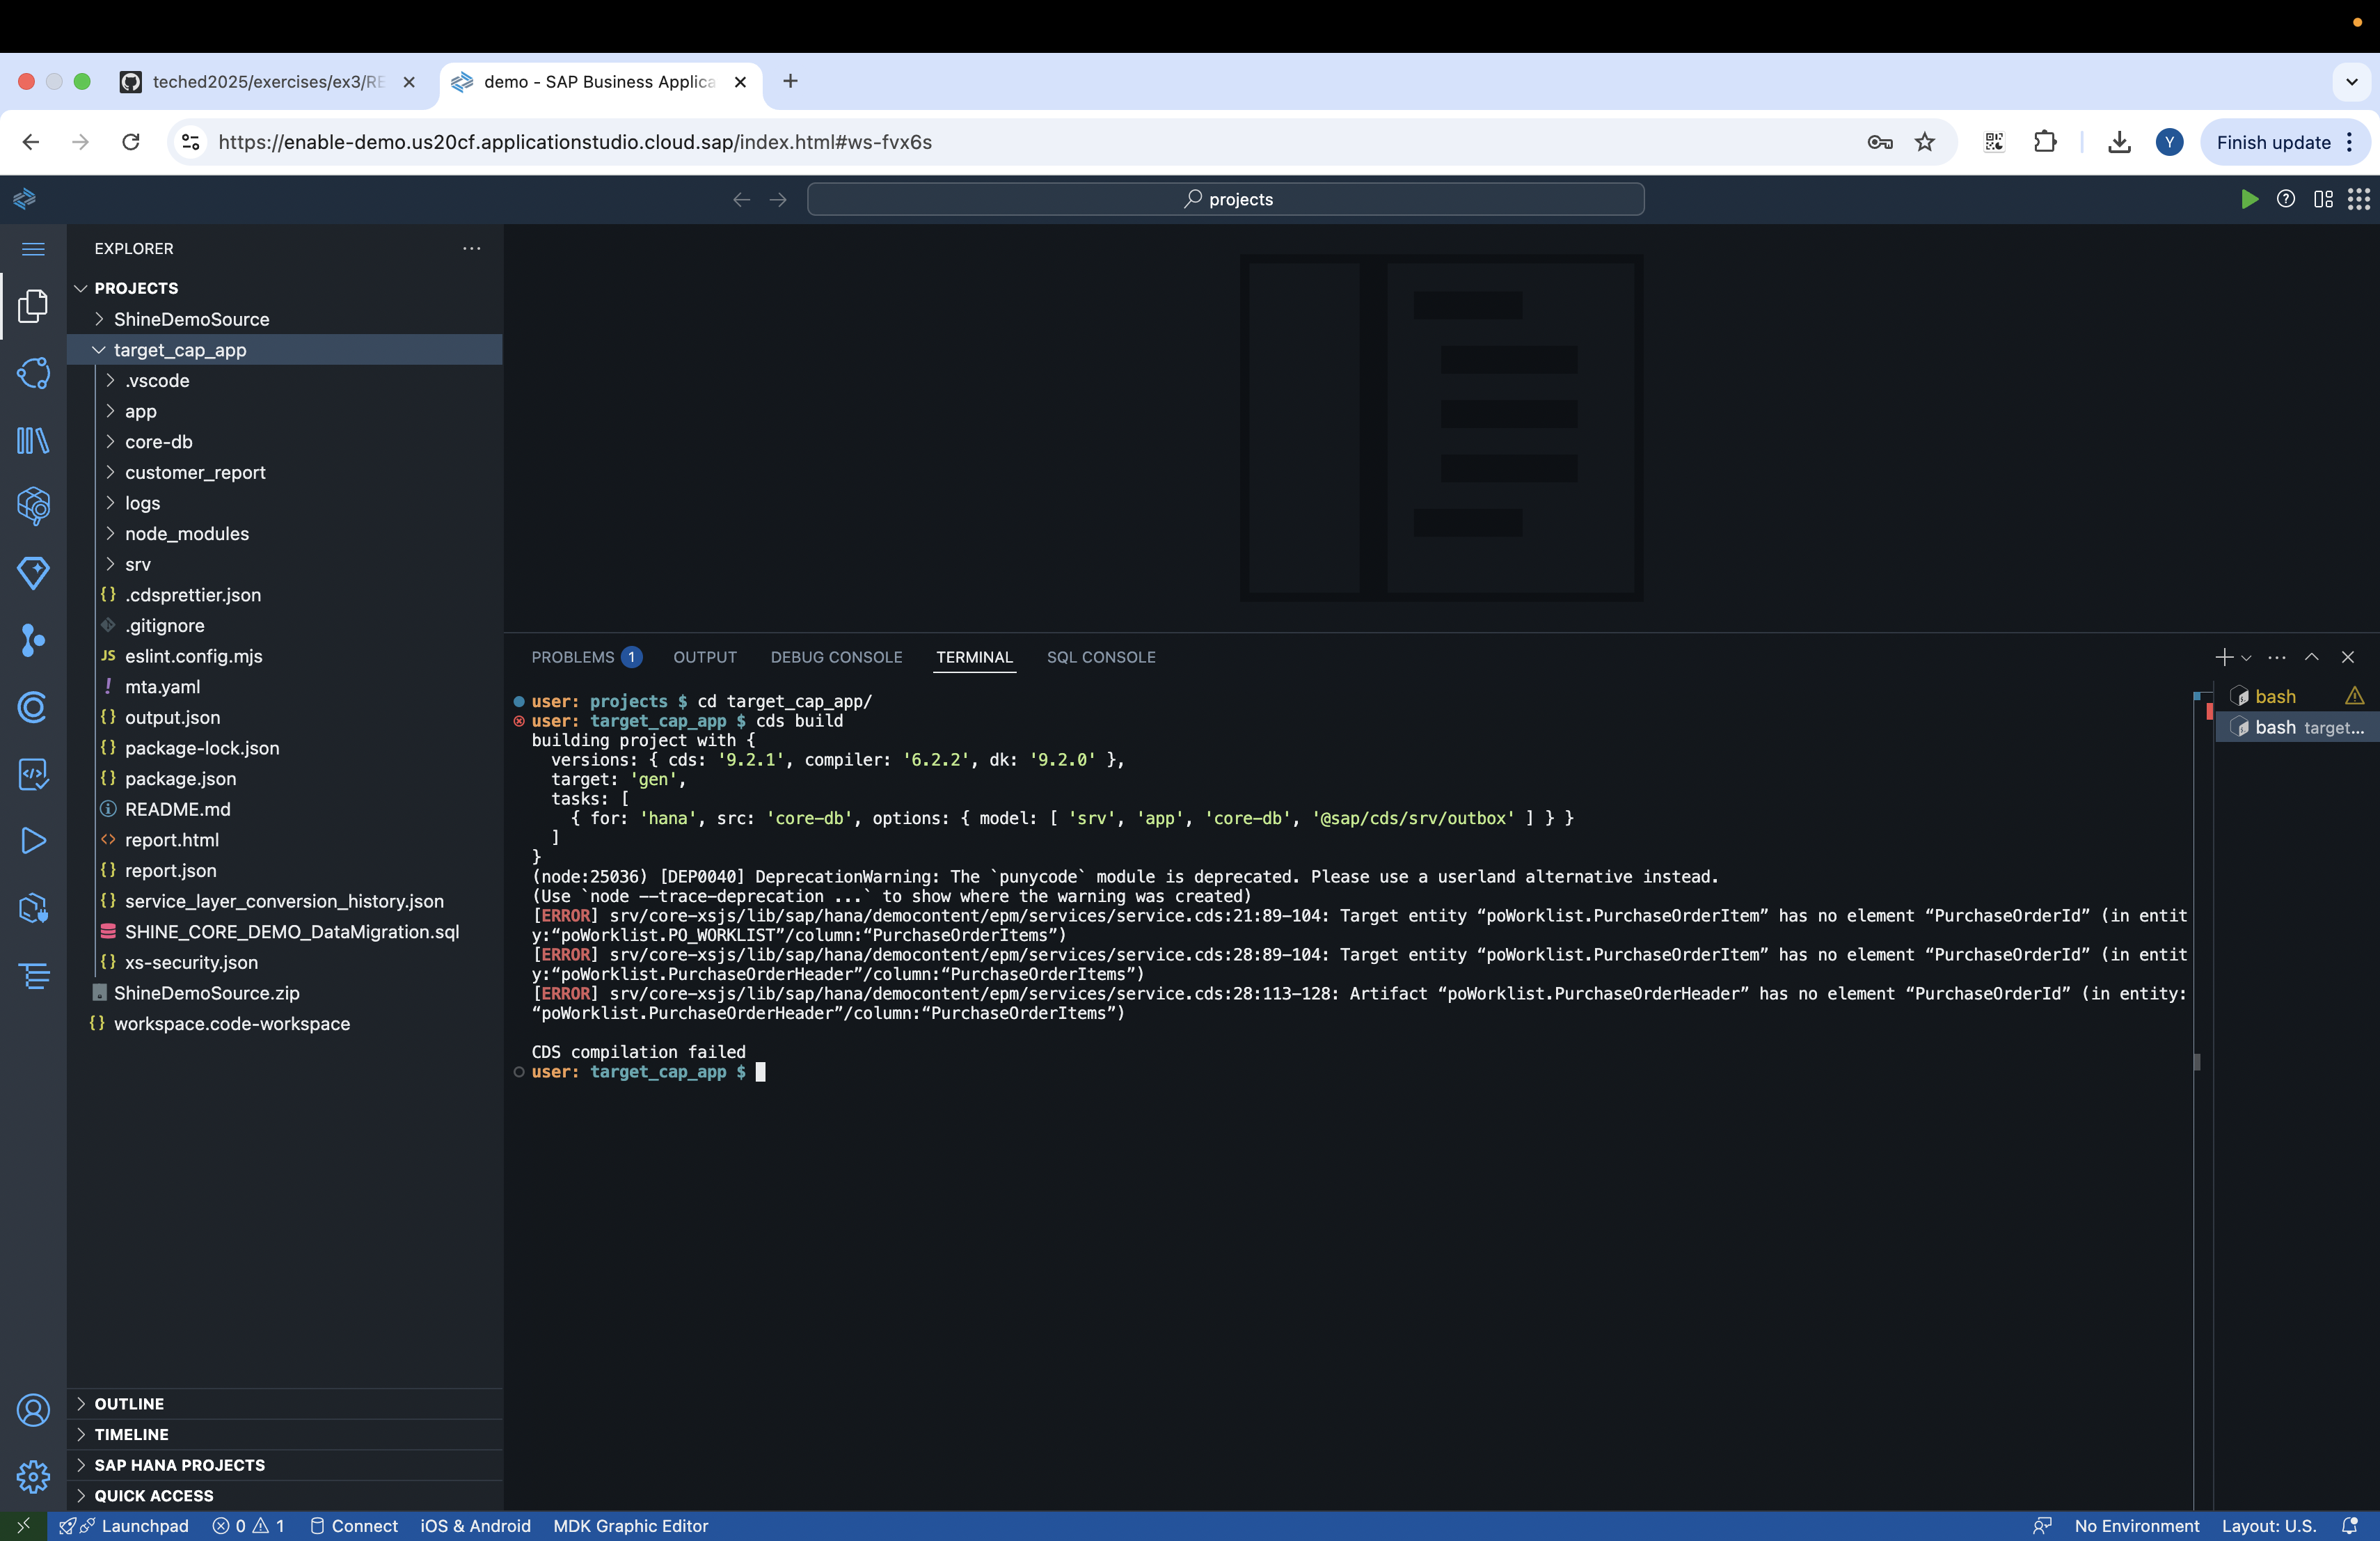 teched2025/exercises/ex3/RE
demo - SAP Business Applica
https://enable-demo.us20cf.applicationstudio.cloud.sap/index.html#ws-fvx6s
Y
Finish update
projects
EXPLORER
PROJECTS
ShineDemoSource
target_cap_app
.vscode
app
core-db
customer_report
logs
node_modules
srv
{} .cdsprettier.json
.gitignore
JS eslint.config.mjs
! mta.yaml
{} output.json
{} package-lock.json
{} package.json
README.md
<> report.html
{} report.json
{} service_layer_conversion_history.json
SHINE_CORE_DEMO_DataMigration.sql
{} xs-security.json
ShineDemoSource.zip
{} workspace.code-workspace
OUTLINE
TIMELINE
SAP HANA PROJECTS
QUICK ACCESS
PROBLEMS 1 OUTPUT DEBUG CONSOLE TERMINAL SQL CONSOLE
user: projects $ cd target_cap_app/
user: target_cap_app $ cds build
building project with {
versions: { cds: '9.2.1', compiler: '6.2.2', dk: '9.2.0' },
target: 'gen',
tasks: [
{ for: 'hana', src: 'core-db', options: { model: [ 'srv', 'app', 'core-db', '@sap/cds/srv/outbox' ] } }
]
}
(node:25036) [DEP0040] DeprecationWarning: The `punycode` module is deprecated. Please use a userland alternative instead.
(Use `node --trace-deprecation ...` to show where the warning was created)
[ERROR] srv/core-xsjs/lib/sap/hana/democontent/epm/services/service.cds:21:89-104: Target entity “poWorklist.PurchaseOrderItem” has no element “PurchaseOrderId” (in entit
y:“poWorklist.PO_WORKLIST”/column:“PurchaseOrderItems”)
[ERROR] srv/core-xsjs/lib/sap/hana/democontent/epm/services/service.cds:28:89-104: Target entity “poWorklist.PurchaseOrderItem” has no element “PurchaseOrderId” (in entit
y:“poWorklist.PurchaseOrderHeader”/column:“PurchaseOrderItems”)
[ERROR] srv/core-xsjs/lib/sap/hana/democontent/epm/services/service.cds:28:113-128: Artifact “poWorklist.PurchaseOrderHeader” has no element “PurchaseOrderId” (in entity:
“poWorklist.PurchaseOrderHeader”/column:“PurchaseOrderItems”)
CDS compilation failed
user: target_cap_app $
bash
bash target...
Launchpad 0 1 Connect iOS & Android MDK Graphic Editor
No Environment Layout: U.S.